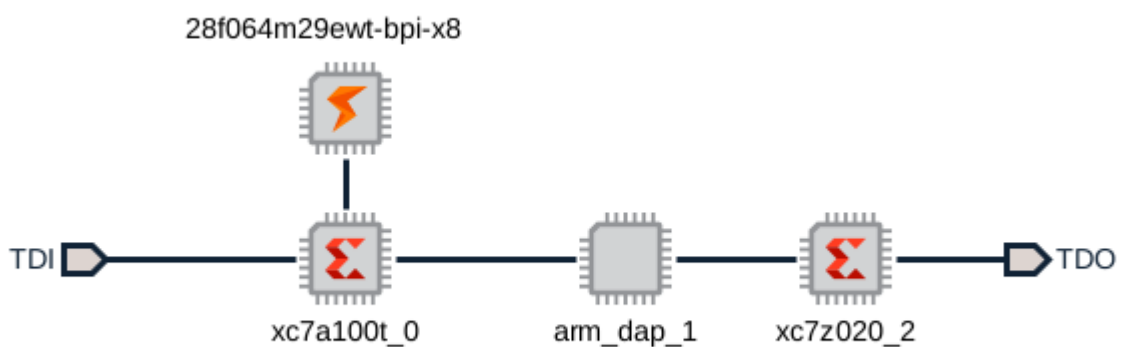 28f064m29ewt-bpi-x8
TDI
TDO
xc7a100t_0
arm_dap_1
xc7z020_2